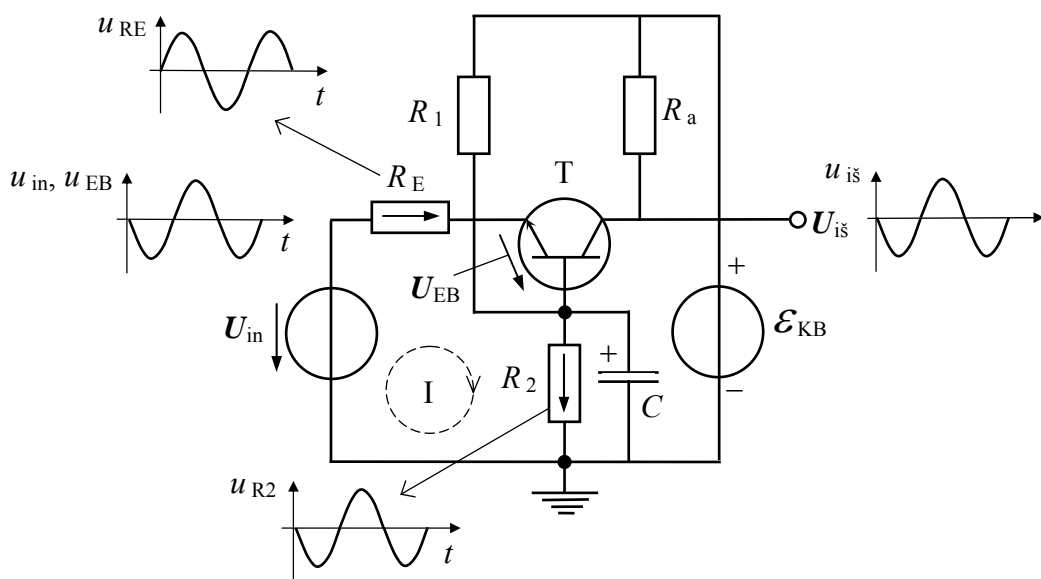 u RE
t
R 1
R a
T
u in, u EB
t
R E
u iš
U iš
U EB
+
U in
ε KB
I
R 2
+
C
−
u R2
t